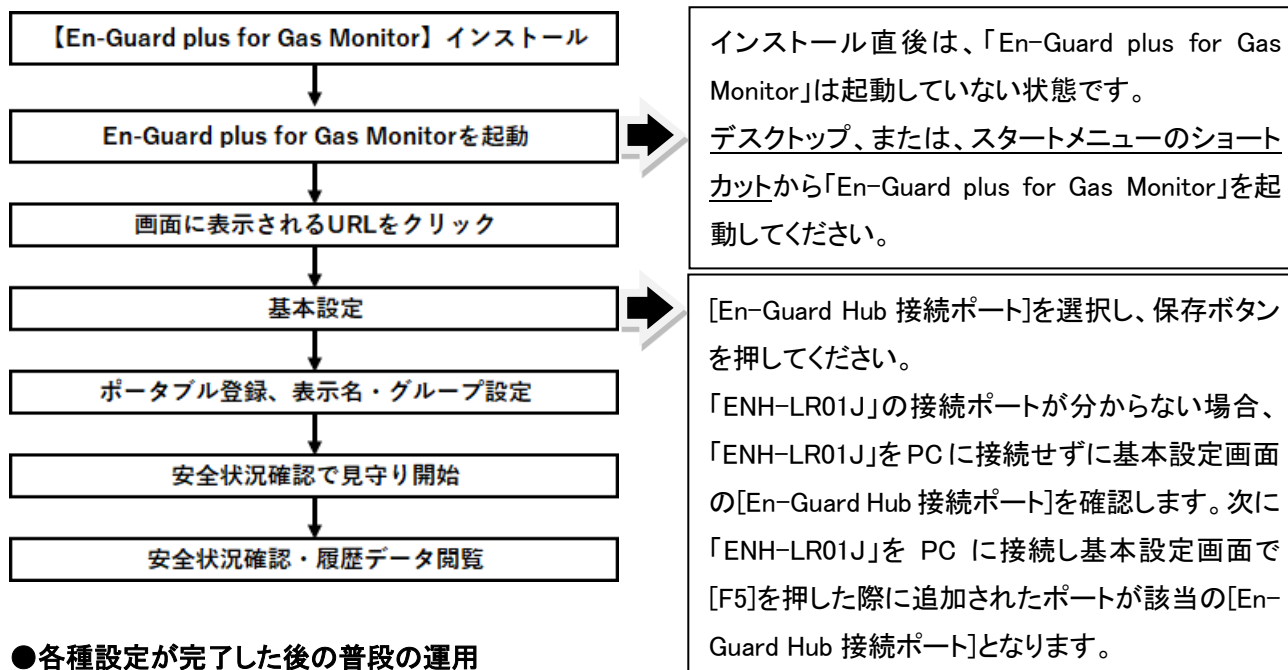 【En-Guard plus for Gas Monitor】インストール
En-Guard plus for Gas Monitorを起動
画面に表示されるURLをクリック
基本設定
ポータブル登録、表示名・グループ設定
安全状況確認で見守り開始
安全状況確認・履歴データ閲覧
インストール直後は、「En-Guard plus for Gas
Monitor」は起動していない状態です。
デスクトップ、または、スタートメニューのショート
カットから「En-Guard plus for Gas Monitor」を起
動してください。
[En-Guard Hub 接続ポート]を選択し、保存ボタン
を押してください。
「ENH-LR01J」の接続ポートが分からない場合、
「ENH-LR01J」を PC に接続せずに基本設定画面
の[En-Guard Hub 接続ポート]を確認します。次に
「ENH-LR01J」を PC に接続し基本設定画面で
[F5]を押した際に追加されたポートが該当の[En-
Guard Hub 接続ポート]となります。
●各種設定が完了した後の普段の運用